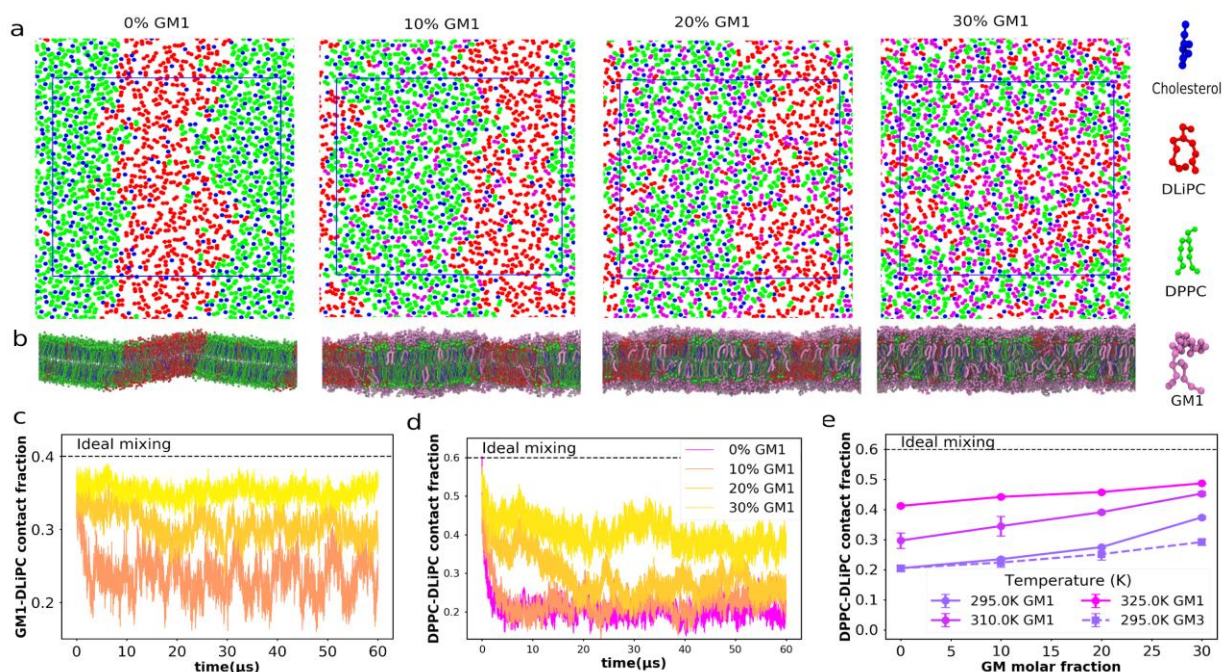 a
0% GM1
10% GM1
20% GM1
30% GM1
Cholesterol
DLiPC
DPPC
GM1
b
c
Ideal mixing
GM1-DLiPC contact fraction
0.4
0.3
0.2
0 10 20 30 40 50 60
time(µs)
d
Ideal mixing
DPPC-DLiPC contact fraction
0.6
0.5
0.4
0.3
0.2
0% GM1
10% GM1
20% GM1
30% GM1
0 10 20 30 40 50 60
time(µs)
e
Ideal mixing
DPPC-DLiPC contact fraction
0.6
0.5
0.4
0.3
0.2
0.1
0.0
Temperature (K)
295.0K GM1
310.0K GM1
325.0K GM1
295.0K GM3
0 10 20 30
GM molar fraction